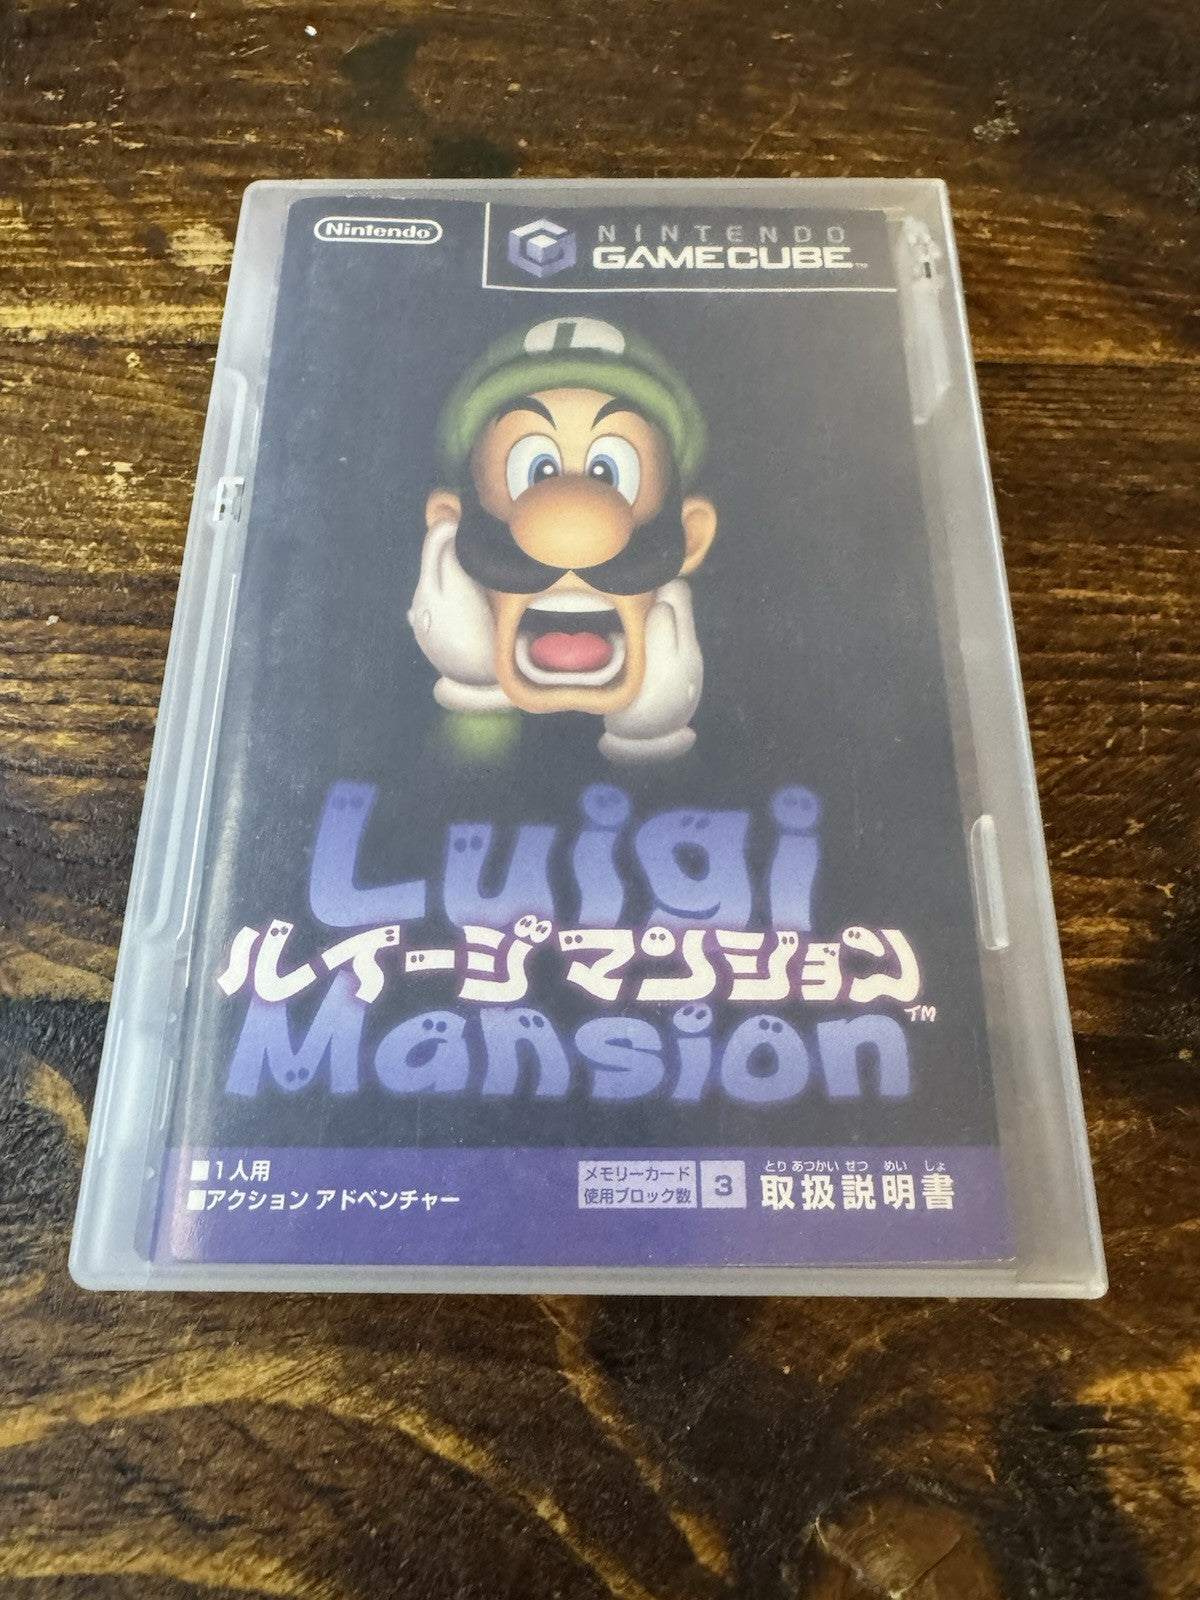 Nintendo
NINTENDO
GAMECUBE™
L
Luigi
ルイージマンション™
Mansion
■1人用
■アクション アドベンチャー
メモリーカード
使用ブロック数
3
とり あつかい せつ めい しょ
取扱説明書